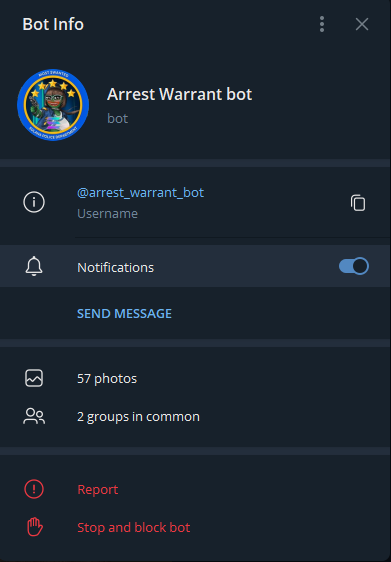 Bot Info
MOST WANTED
Arrest Warrant bot
bot
@arrest_warrant_bot
Username
Notifications
SEND MESSAGE
57 photos
2 groups in common
Report
Stop and block bot